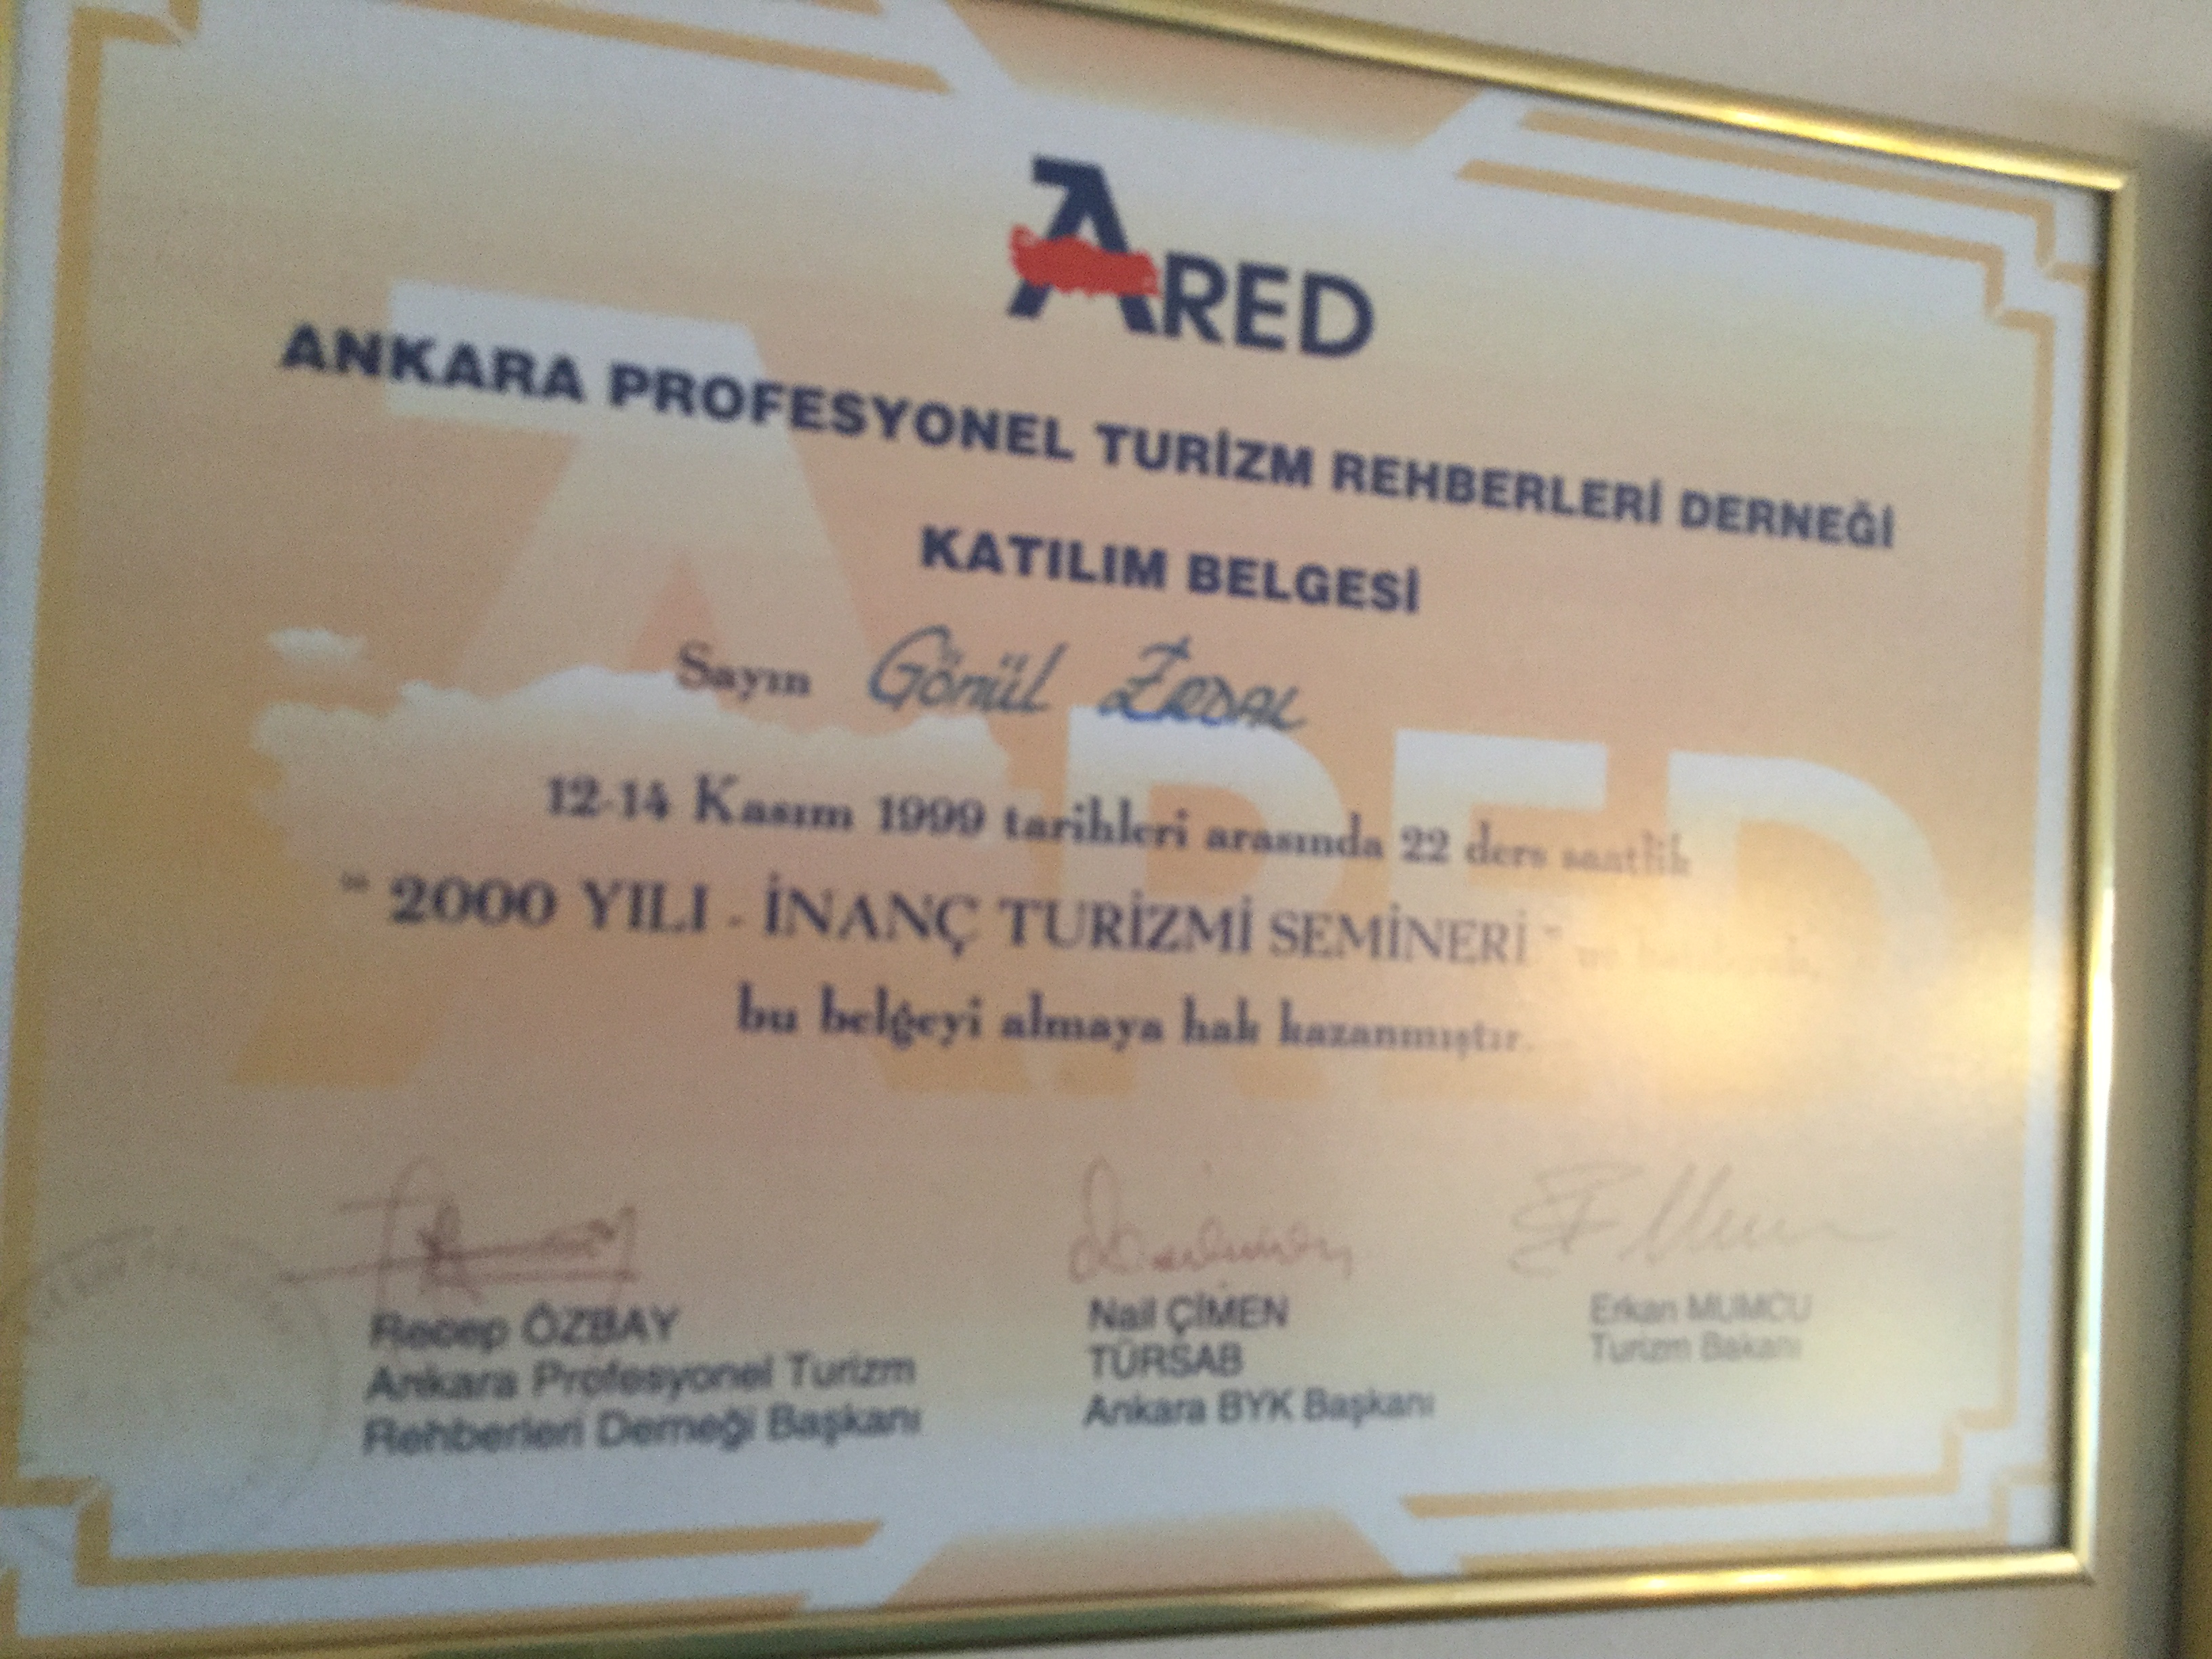 ARED
ANKARA PROFESYONEL TURİZM REHBERLERİ DERNEĞİ
KATILIM BELGESİ
Sayın Gönül Erdal
12-14 Kasım 1999 tarihleri arasında 22 ders saatlik
" 2000 YILI - İNANÇ TURİZMİ SEMİNERİ "
bu belgeyi almaya hak kazanmıştır.
Recep ÖZBAY
Ankara Profesyonel Turizm
Rehberleri Derneği Başkanı
Nail ÇİMEN
TÜRSAB
Ankara BYK Başkanı
Erkan MUMCU
Turizm Bakanı